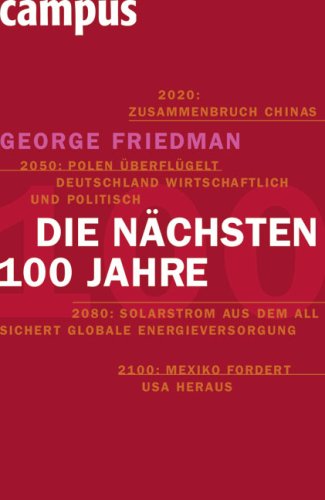 campus
2020:
ZUSAMMENBRUCH CHINAS
GEORGE FRIEDMAN
2050: POLEN ÜBERFLÜGELT
DEUTSCHLAND WIRTSCHAFTLICH
UND POLITISCH
100
DIE NÄCHSTEN
100 JAHRE
2080: SOLARSTROM AUS DEM ALL
SICHERT GLOBALE ENERGIEVERSORGUNG
2100: MEXIKO FORDERT
USA HERAUS